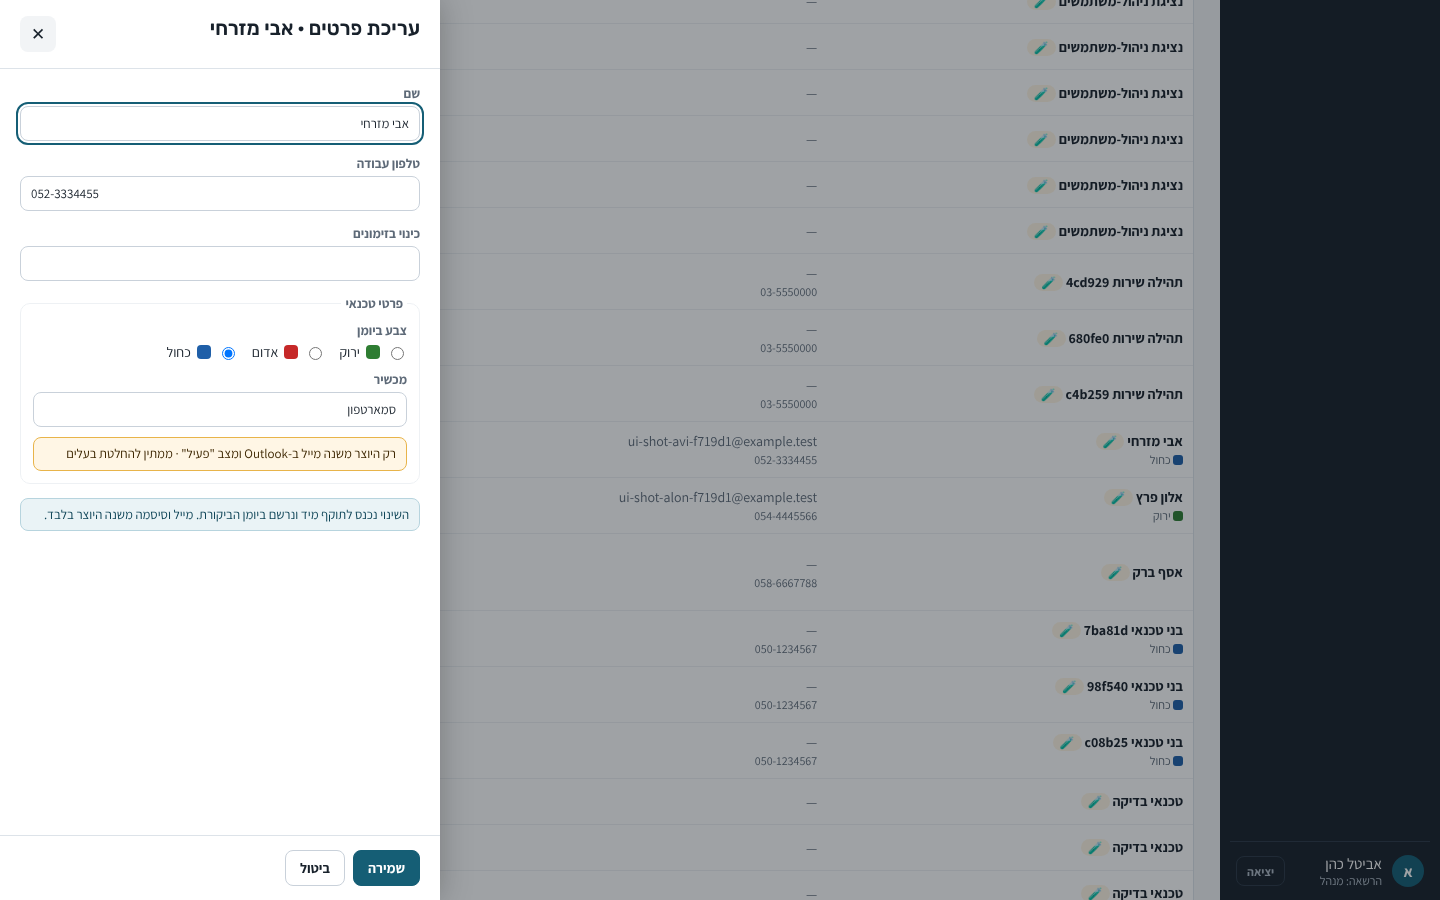 עריכת פרטים • אבי מזרחי
שם
אבי מזרחי
טלפון עבודה
052-3334455
כינוי בזימונים
פרטי טכנאי
צבע ביומן
ירוק
אדום
כחול
מכשיר
סמארטפון
רק היוצר משנה מייל ב-Outlook ומצב "פעיל" · ממתין להחלטת בעלים
השינוי נכנס לתוקף מיד ונרשם ביומן הביקורת. מייל וסיסמה משנה היוצר בלבד.
שמירה
ביטול
נציגת ניהול-משתמשים
—
נציגת ניהול-משתמשים
—
נציגת ניהול-משתמשים
—
נציגת ניהול-משתמשים
—
נציגת ניהול-משתמשים
—
נציגת ניהול-משתמשים
—
תהילה שירות 4cd929
—
03-5550000
תהילה שירות 680fe0
—
03-5550000
תהילה שירות c4b259
—
03-5550000
אבי מזרחי
כחול
ui-shot-avi-f719d1@example.test
052-3334455
אלון פרץ
ירוק
ui-shot-alon-f719d1@example.test
054-4445566
אסף ברק
—
058-6667788
בני טכנאי 7ba81d
כחול
—
050-1234567
בני טכנאי 98f540
כחול
—
050-1234567
בני טכנאי c08b25
כחול
—
050-1234567
טכנאי בדיקה
—
טכנאי בדיקה
—
טכנאי בדיקה
—
א
אביטל כהן
הרשאה: מנהל
יציאה